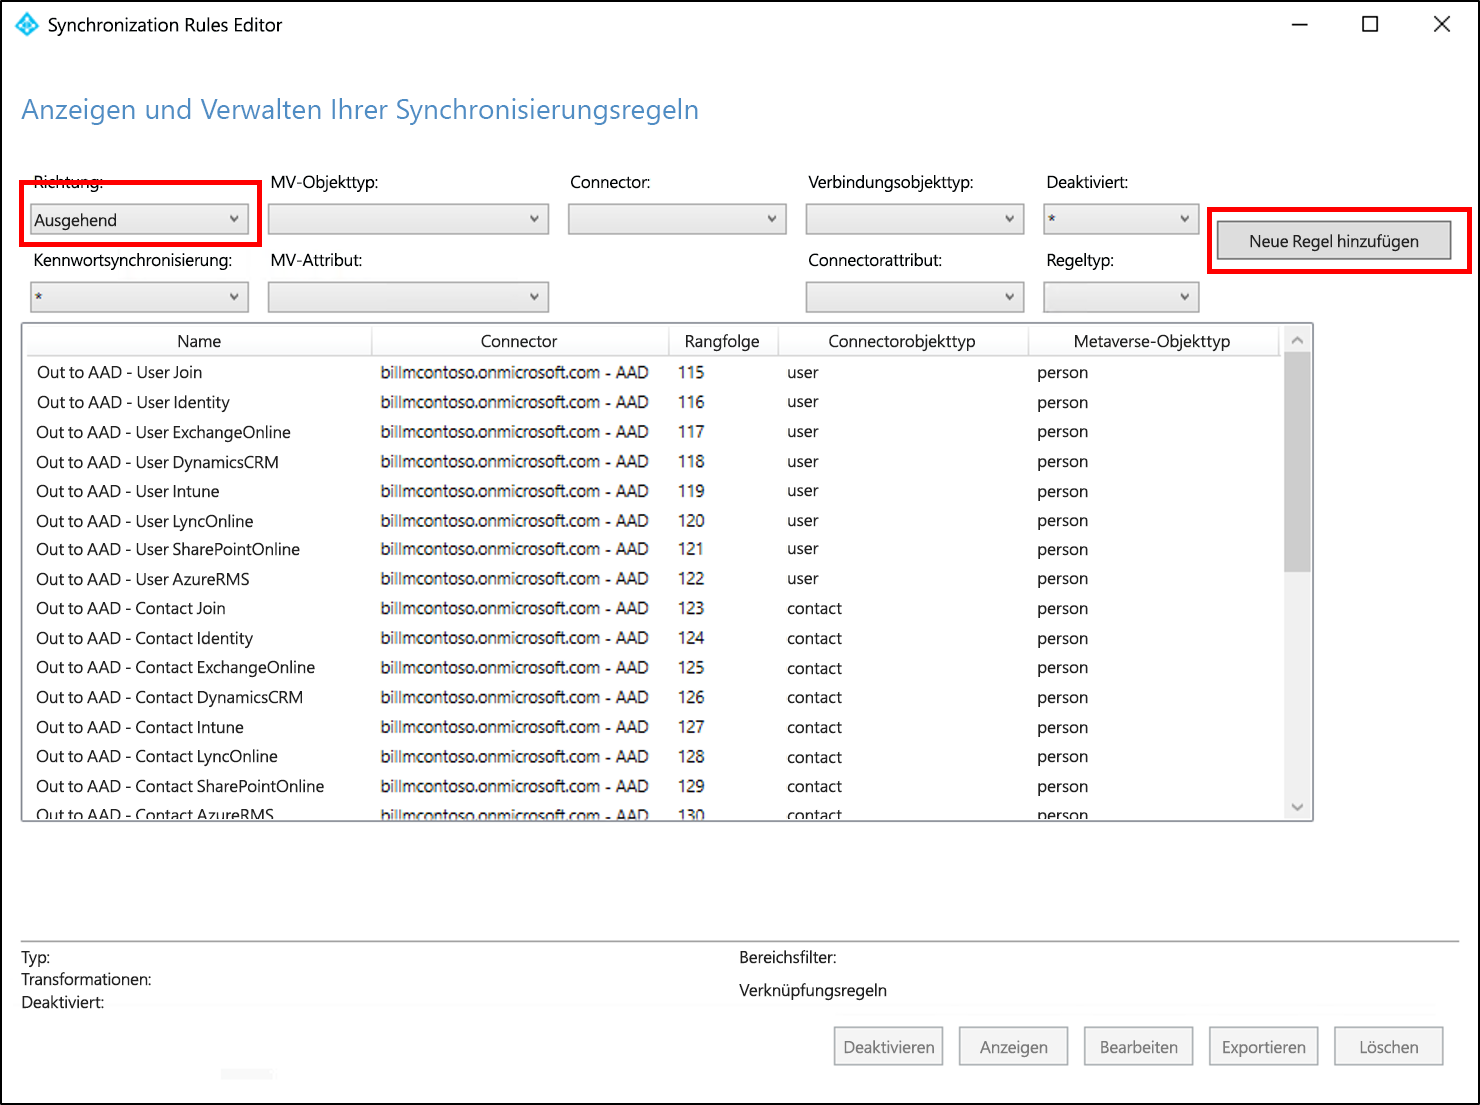 Synchronization Rules Editor
Anzeigen und Verwalten Ihrer Synchronisierungsregeln
Richtung: MV-Objekttyp: Connector: Verbindungsobjekttyp: Deaktiviert:
Ausgehend *
Neue Regel hinzufügen
Kennwortsynchronisierung: MV-Attribut: Connectorattribut: Regeltyp:
*
Name Connector Rangfolge Connectorobjekttyp Metaverse-Objekttyp
Out to AAD - User Join billmcontoso.onmicrosoft.com - AAD 115 user person
Out to AAD - User Identity billmcontoso.onmicrosoft.com - AAD 116 user person
Out to AAD - User ExchangeOnline billmcontoso.onmicrosoft.com - AAD 117 user person
Out to AAD - User DynamicsCRM billmcontoso.onmicrosoft.com - AAD 118 user person
Out to AAD - User Intune billmcontoso.onmicrosoft.com - AAD 119 user person
Out to AAD - User LyncOnline billmcontoso.onmicrosoft.com - AAD 120 user person
Out to AAD - User SharePointOnline billmcontoso.onmicrosoft.com - AAD 121 user person
Out to AAD - User AzureRMS billmcontoso.onmicrosoft.com - AAD 122 user person
Out to AAD - Contact Join billmcontoso.onmicrosoft.com - AAD 123 contact person
Out to AAD - Contact Identity billmcontoso.onmicrosoft.com - AAD 124 contact person
Out to AAD - Contact ExchangeOnline billmcontoso.onmicrosoft.com - AAD 125 contact person
Out to AAD - Contact DynamicsCRM billmcontoso.onmicrosoft.com - AAD 126 contact person
Out to AAD - Contact Intune billmcontoso.onmicrosoft.com - AAD 127 contact person
Out to AAD - Contact LyncOnline billmcontoso.onmicrosoft.com - AAD 128 contact person
Out to AAD - Contact SharePointOnline billmcontoso.onmicrosoft.com - AAD 129 contact person
Out to AAD - Contact AzureRMS billmcontoso.onmicrosoft.com - AAD 130 contact person
Typ: Bereichsfilter:
Transformationen:
Verknüpfungsregeln
Deaktiviert:
Deaktivieren Anzeigen Bearbeiten Exportieren Löschen